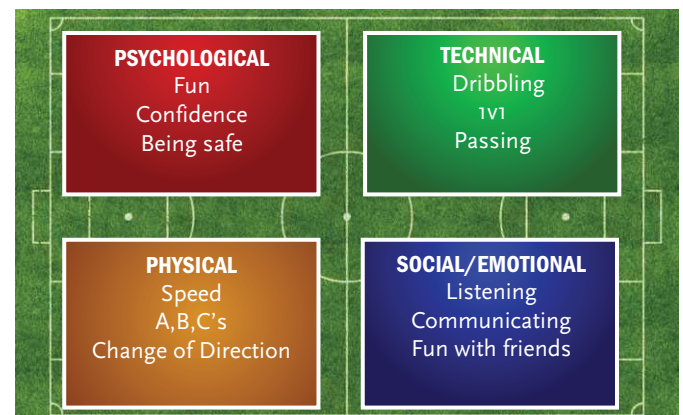 PSYCHOLOGICAL
Fun
Confidence
Being safe
TECHNICAL
Dribbling
1v1
Passing
PHYSICAL
Speed
A,B,C's
Change of Direction
SOCIAL/EMOTIONAL
Listening
Communicating
Fun with friends